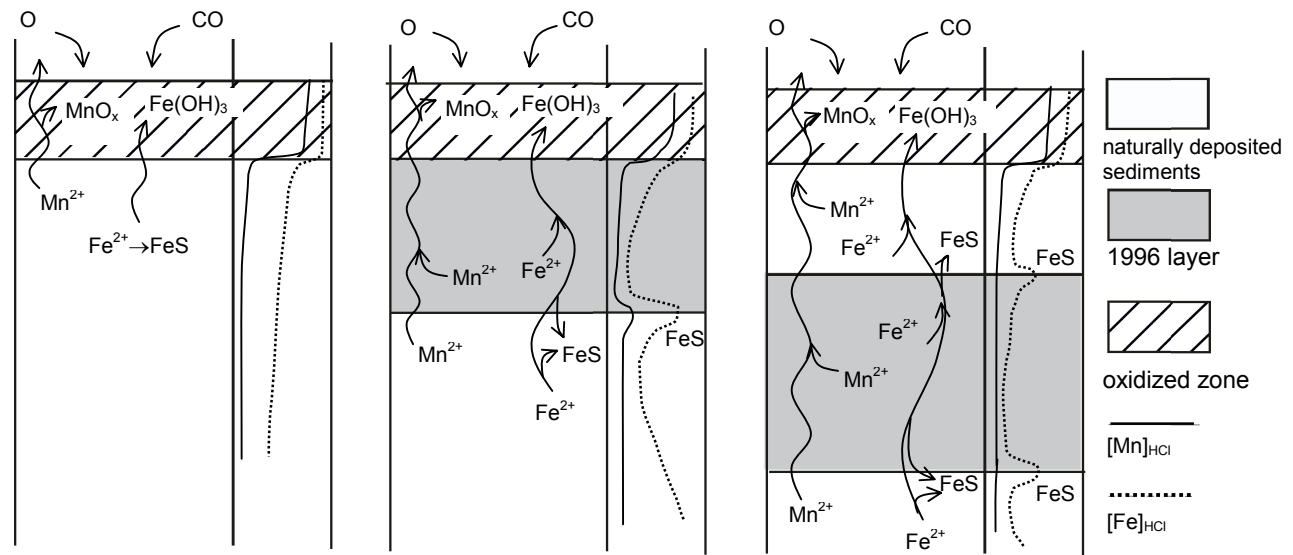 O CO
MnOₓ Fe(OH)₃
Mn²⁺
Fe²⁺→FeS
O CO
MnOₓ Fe(OH)₃
Mn²⁺ Fe²⁺
Mn²⁺ FeS FeS
Fe²⁺
O CO
MnOₓ Fe(OH)₃
Mn²⁺
Fe²⁺ FeS FeS
Fe²⁺
Mn²⁺
FeS FeS
Mn²⁺
Fe²⁺
naturally deposited
sediments
1996 layer
oxidized zone
[Mn]HCl
[Fe]HCl